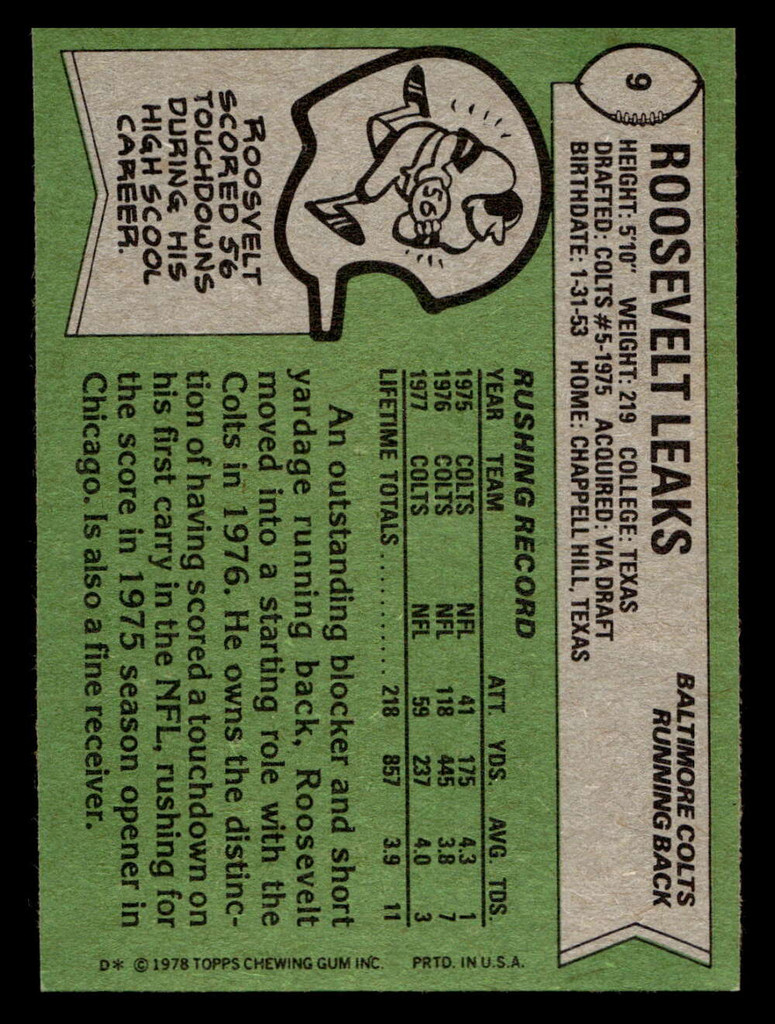 9
ROOSEVELT LEAKS
BALTIMORE COLTS
RUNNING BACK
HEIGHT: 5'10" WEIGHT: 219 COLLEGE: TEXAS
DRAFTED: COLTS #5-1975 ACQUIRED: VIA DRAFT
BIRTHDATE: 1-31-53 HOME: CHAPPELL HILL, TEXAS
56
ROOSVELT
SCORED 56
TOUCHDOWNS
DURING HIS
HIGH SCOOL
CAREER.
RUSHING RECORD
YEAR TEAM ATT. YDS. AVG. TDS.
1975 COLTS NFL 41 175 4.3 1
1976 COLTS NFL 118 445 3.8 7
1977 COLTS NFL 59 237 4.0 3
LIFETIME TOTALS ........... 218 857 3.9 11
An outstanding blocker and short
yardage running back, Roosevelt
moved into a starting role with the
Colts in 1976. He owns the distinc-
tion of having scored a touchdown on
his first carry in the NFL, rushing for
the score in 1975 season opener in
Chicago. Is also a fine receiver.
D* © 1978 TOPPS CHEWING GUM INC. PRTD. IN U.S.A.